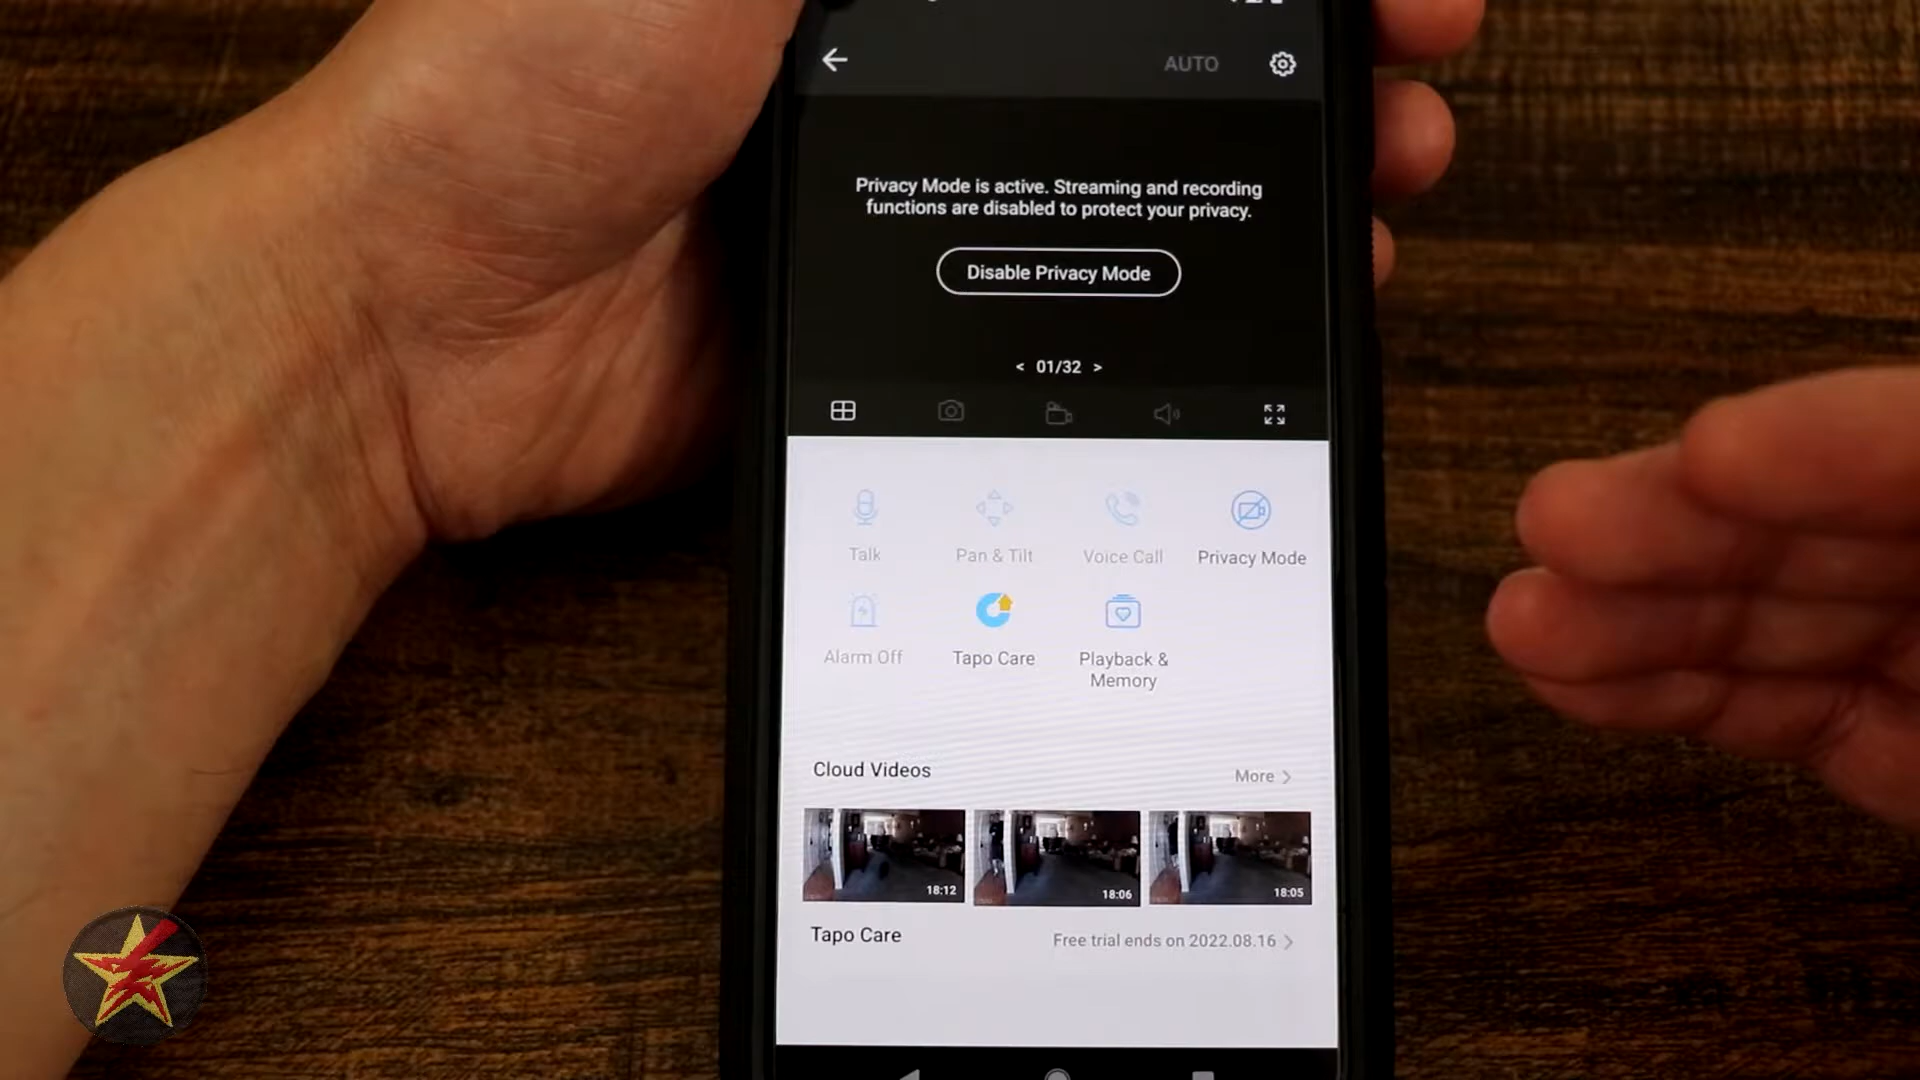 AUTO
Privacy Mode is active. Streaming and recording
functions are disabled to protect your privacy.
Disable Privacy Mode
< 01/32 >
Talk
Pan & Tilt
Voice Call
Privacy Mode
Alarm Off
Tapo Care
Playback &
Memory
Cloud Videos
More >
18:12
18:06
18:05
Tapo Care
Free trial ends on 2022.08.16 >